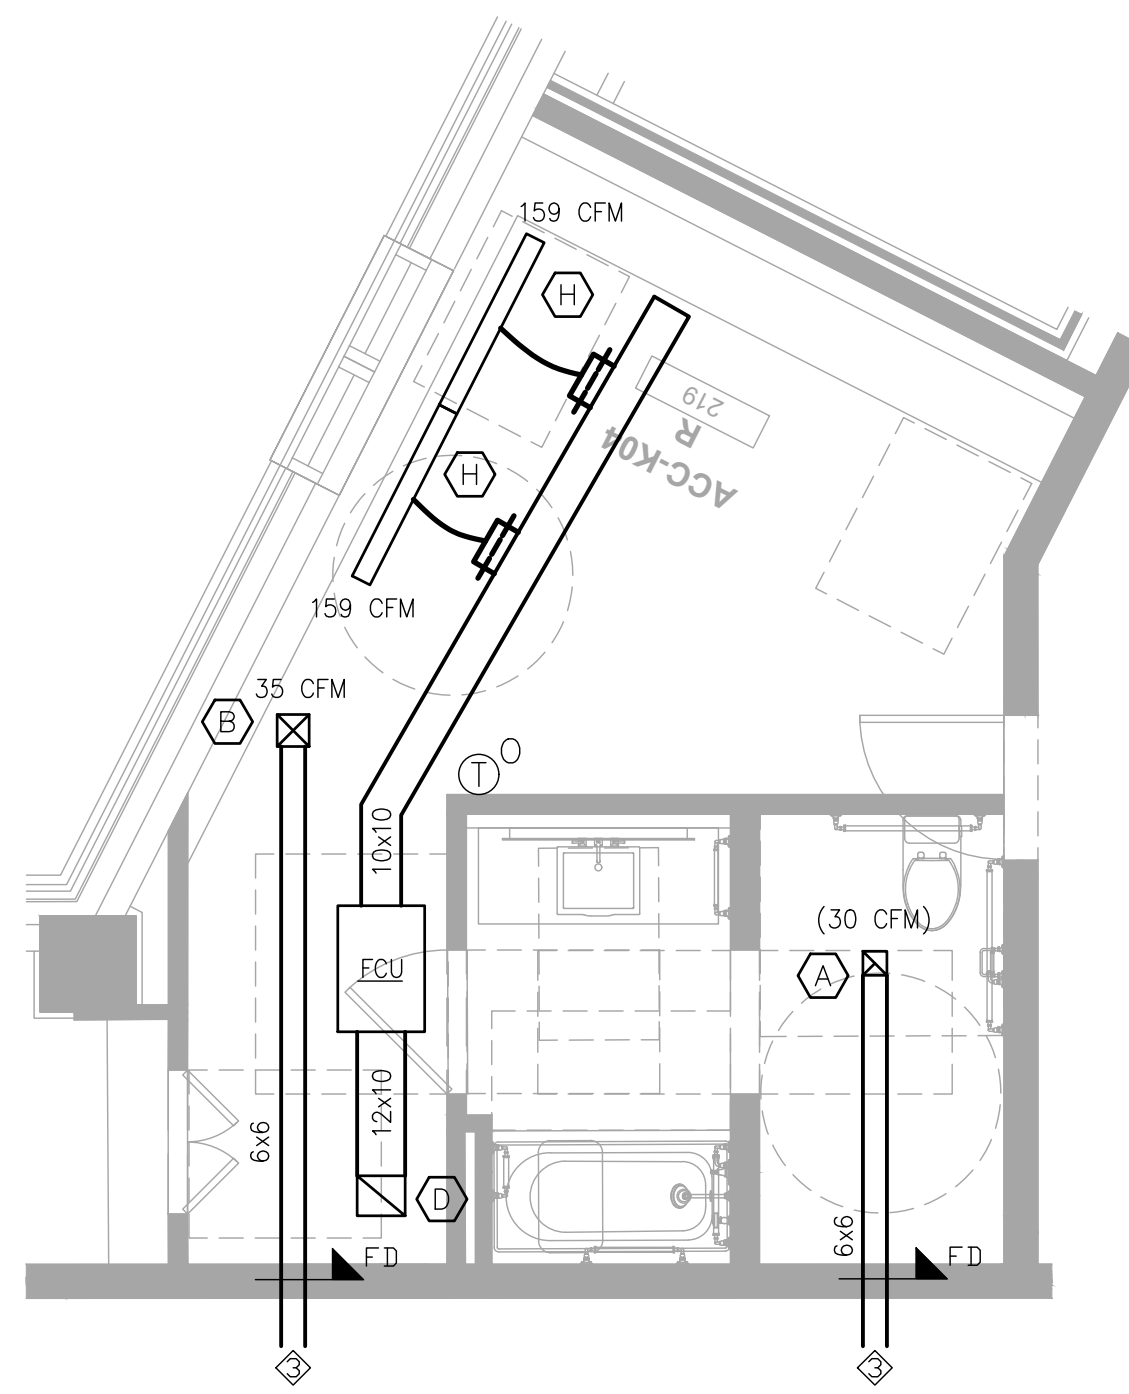 159 CFM
H
219
R
ACC-K04
H
159 CFM
35 CFM
B
T
O
10x10
(30 CFM)
FCU
A
12x10
6x6
D
6x6
FD
FD
3
3